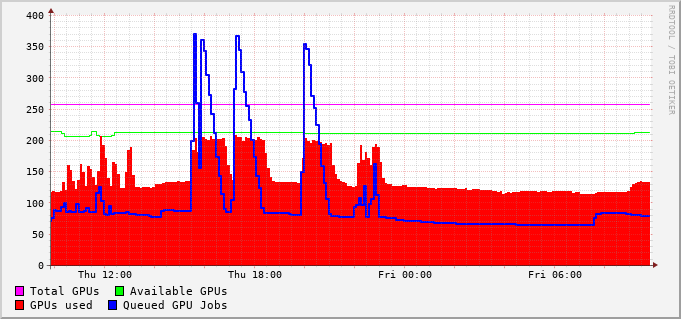 400
350
300
250
200
150
100
50
0
Thu 12:00 Thu 18:00 Fri 00:00 Fri 06:00
Total GPUs Available GPUs
GPUs used Queued GPU Jobs
RRDTOOL / TOBI OETIKER